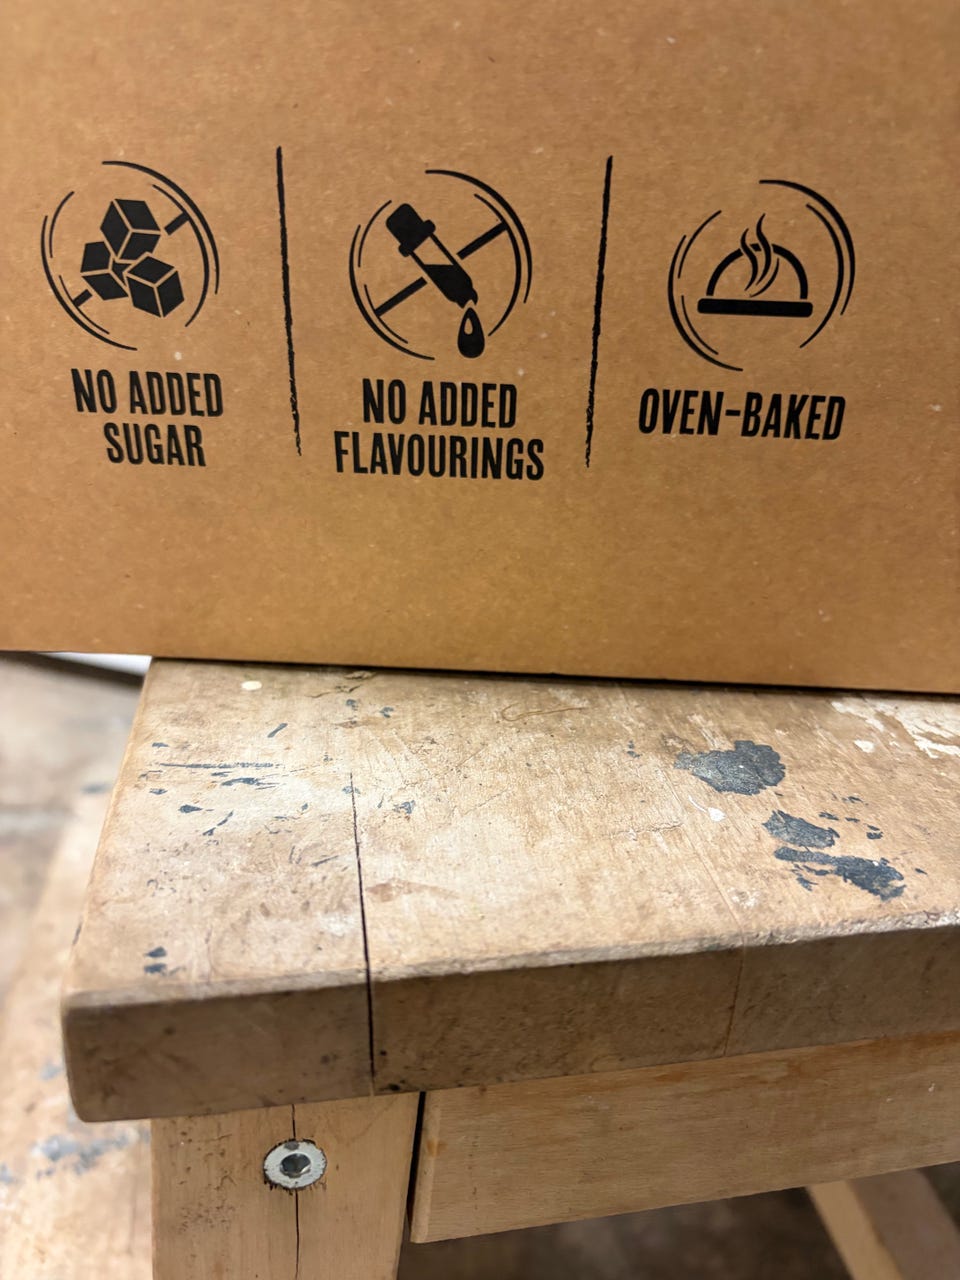 NO ADDED
SUGAR
NO ADDED
FLAVOURINGS
OVEN-BAKED